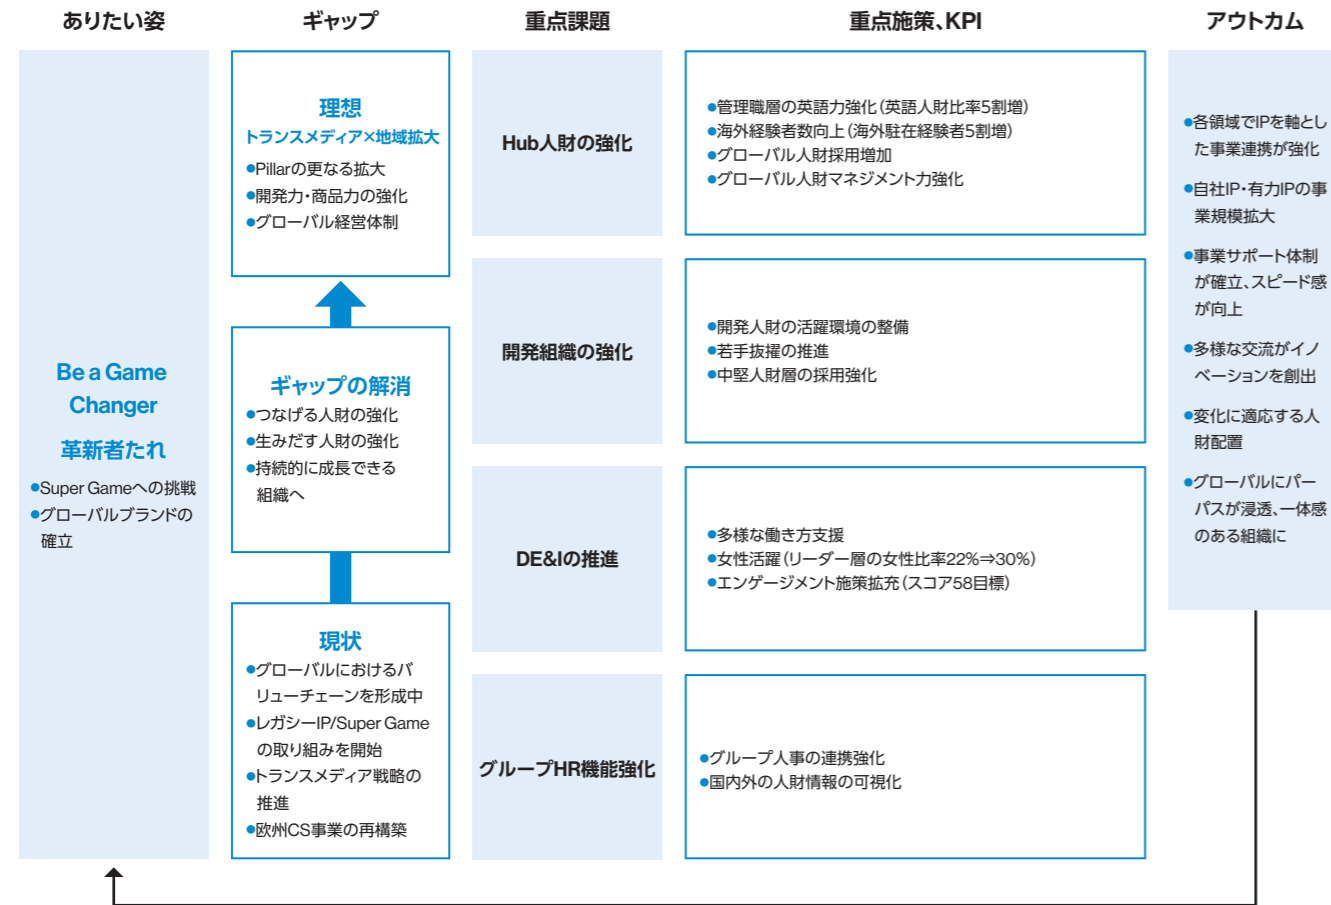 ありたい姿
ギャップ
重点課題
重点施策、KPI
アウトカム
Be a Game
Changer
革新者たれ
●Super Gameへの挑戦
●グローバルブランドの
確立
理想
トランスメディア×地域拡大
●Pillarの更なる拡大
●開発力・商品力の強化
●グローバル経営体制
ギャップの解消
●つなげる人財の強化
●生みだす人財の強化
●持続的に成長できる
組織へ
現状
●グローバルにおけるバ
リューチェーンを形成中
●レガシーIP/Super Game
の取り組みを開始
●トランスメディア戦略の
推進
●欧州CS事業の再構築
Hub人財の強化
●管理職層の英語力強化（英語人財比率5割増）
●海外経験者数向上（海外駐在経験者5割増）
●グローバル人財採用増加
●グローバル人財マネジメント力強化
開発組織の強化
●開発人財の活躍環境の整備
●若手抜擢の推進
●中堅人財層の採用強化
DE&Iの推進
●多様な働き方支援
●女性活躍（リーダー層の女性比率22%⇒30%）
●エンゲージメント施策拡充（スコア58目標）
グループHR機能強化
●グループ人事の連携強化
●国内外の人財情報の可視化
●各領域でIPを軸とし
た事業連携が強化
●自社IP・有力IPの事
業規模拡大
●事業サポート体制
が確立、スピード感
が向上
●多様な交流がイノ
ベーションを創出
●変化に適応する人
財配置
●グローバルにパー
パスが浸透、一体感
のある組織に